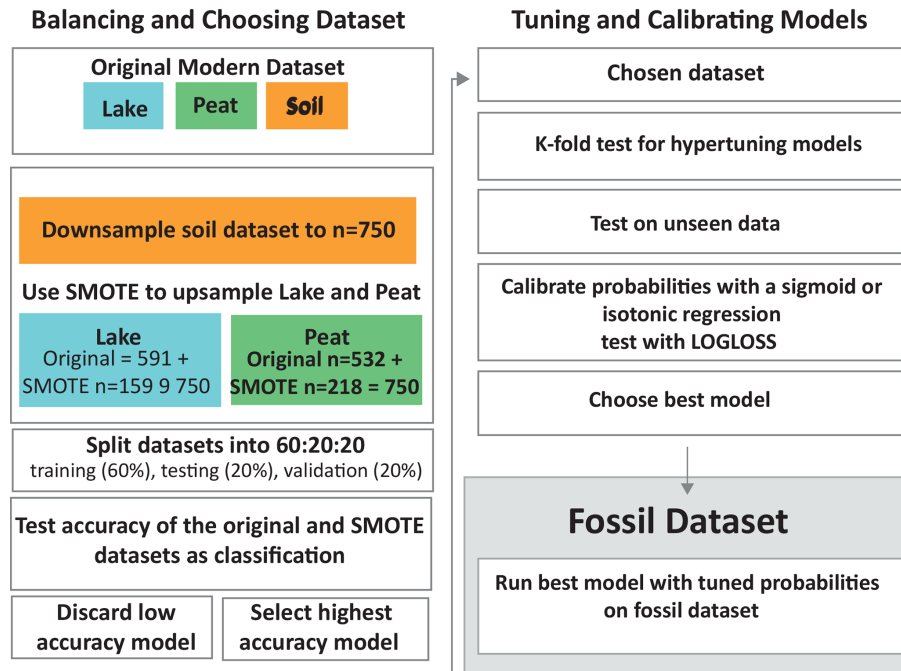 Balancing and Choosing Dataset
Original Modern Dataset
Lake
Peat
Soil
Downsample soil dataset to n=750
Use SMOTE to upsample Lake and Peat
Lake
Original = 591 +
SMOTE n=159 9 750
Peat
Original n=532 +
SMOTE n=218 = 750
Split datasets into 60:20:20
training (60%), testing (20%), validation (20%)
Test accuracy of the original and SMOTE
datasets as classification
Discard low
accuracy model
Select highest
accuracy model
Tuning and Calibrating Models
Chosen dataset
K-fold test for hypertuning models
Test on unseen data
Calibrate probabilities with a sigmoid or
isotonic regression
test with LOGLOSS
Choose best model
Fossil Dataset
Run best model with tuned probabilities
on fossil dataset